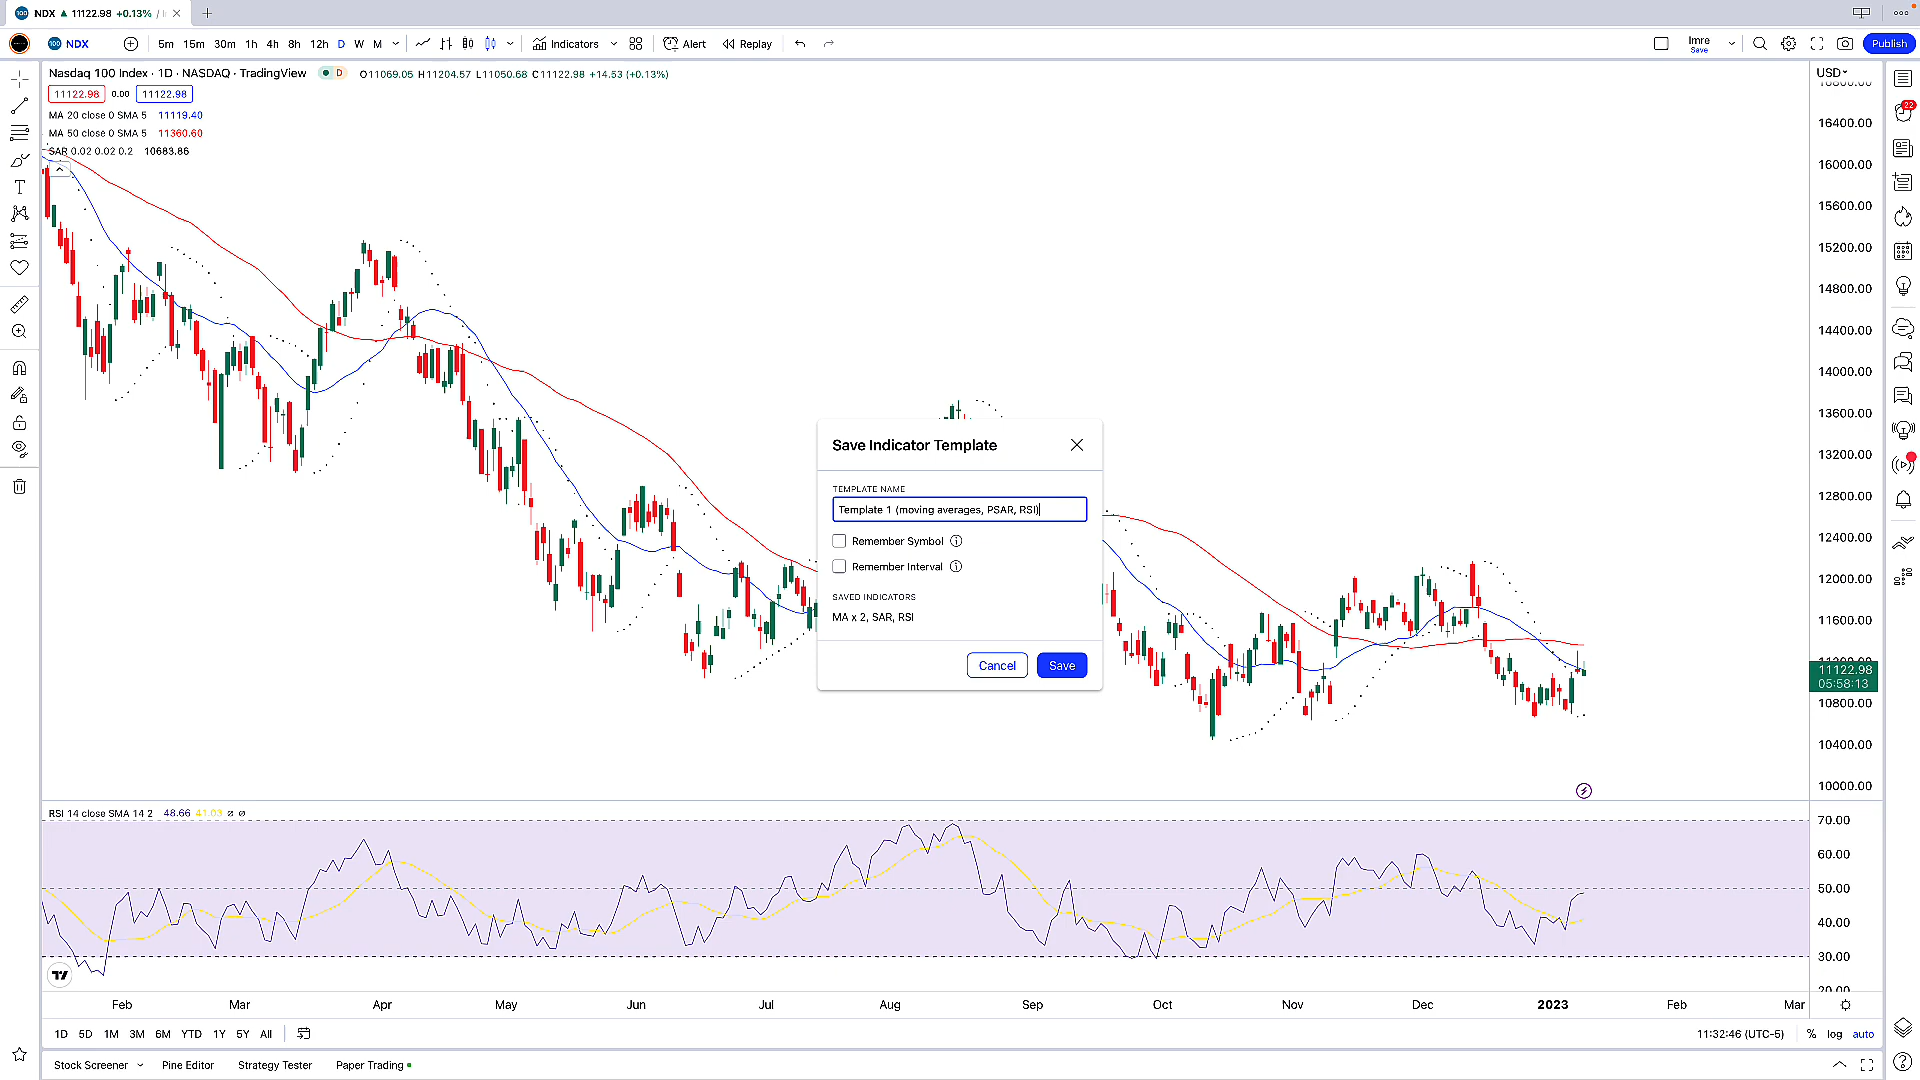 NDX ▲ 11122.98 +0.13% /
100 NDX
5m 15m 30m 1h 4h 8h 12h D W M
Indicators
Alert
Replay
Imre
Save
Publish
Nasdaq 100 Index · 1D · NASDAQ · TradingView
D
O11069.05 H11204.57 L11050.68 C11122.98 +14.53 (+0.13%)
USD
11122.98 0.00 11122.98
MA 20 close 0 SMA 5 11119.40
MA 50 close 0 SMA 5 11360.60
SAR 0.02 0.02 0.2 10683.86
22
16400.00
16000.00
15600.00
15200.00
14800.00
14400.00
14000.00
13600.00
13200.00
12800.00
12400.00
12000.00
11600.00
11122.98
05:58:13
10800.00
10400.00
10000.00
Save Indicator Template
TEMPLATE NAME
Template 1 (moving averages, PSAR, RSI)
Remember Symbol
Remember Interval
SAVED INDICATORS
MA x 2, SAR, RSI
Cancel
Save
RSI 14 close SMA 14 2 48.66 41.03 ø ø
70.00
60.00
50.00
40.00
30.00
20.00
Feb Mar Apr May Jun Jul Aug Sep Oct Nov Dec 2023 Feb Mar
1D 5D 1M 3M 6M YTD 1Y 5Y All
11:32:46 (UTC-5) % log auto
Stock Screener Pine Editor Strategy Tester Paper Trading